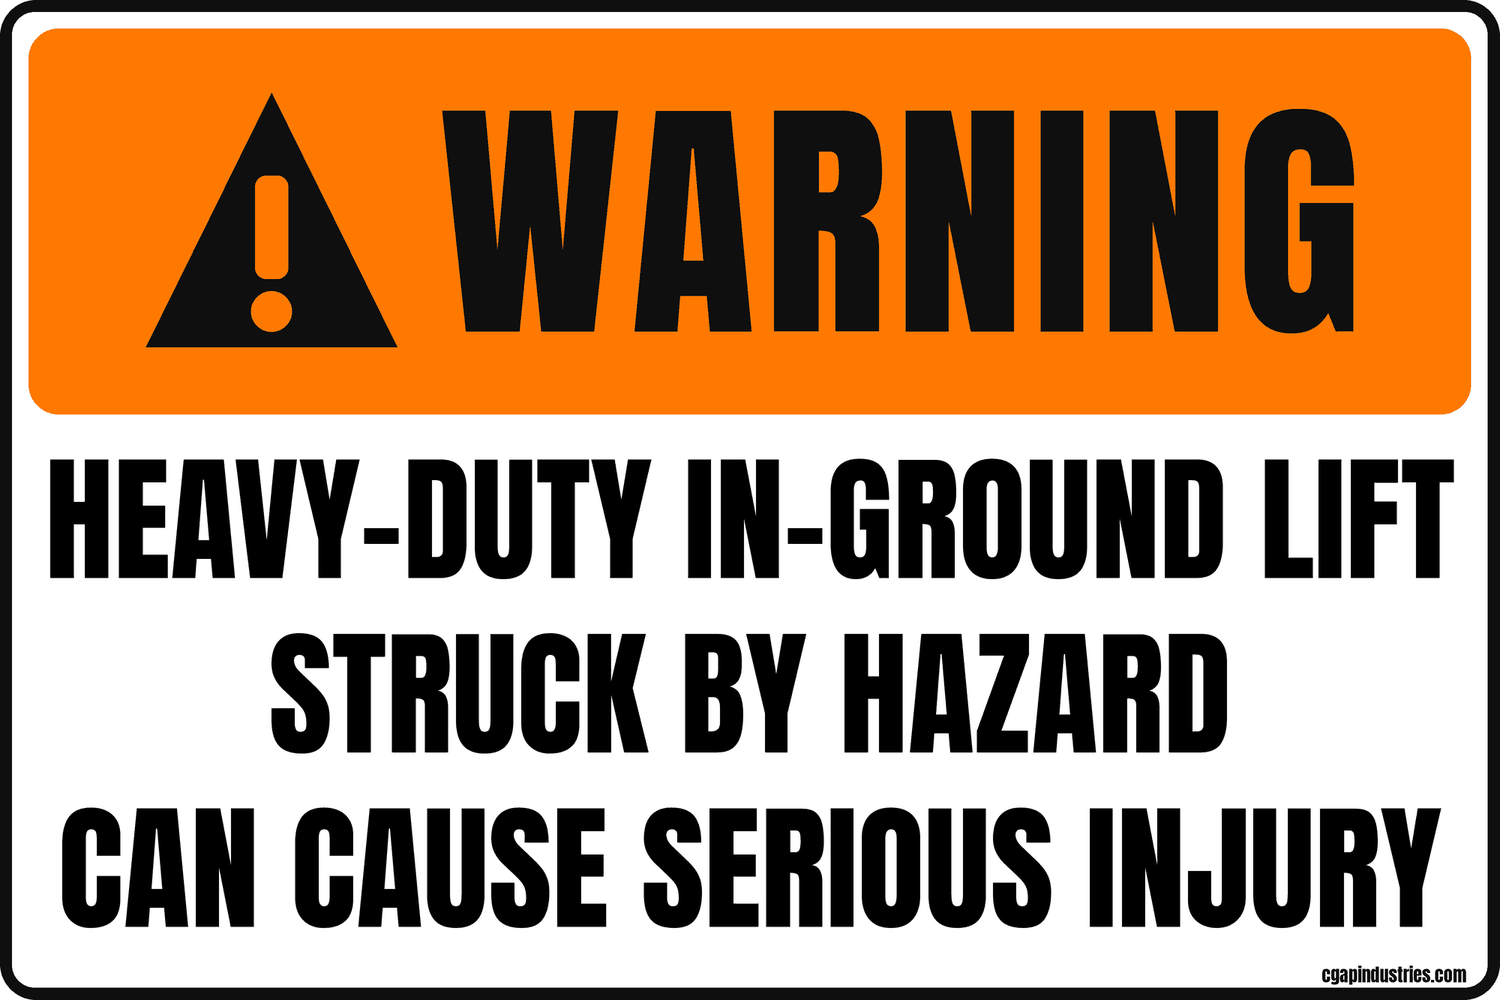 WARNING
HEAVY-DUTY IN-GROUND LIFT
STRUCK BY HAZARD
CAN CAUSE SERIOUS INJURY
cgapindustries.com